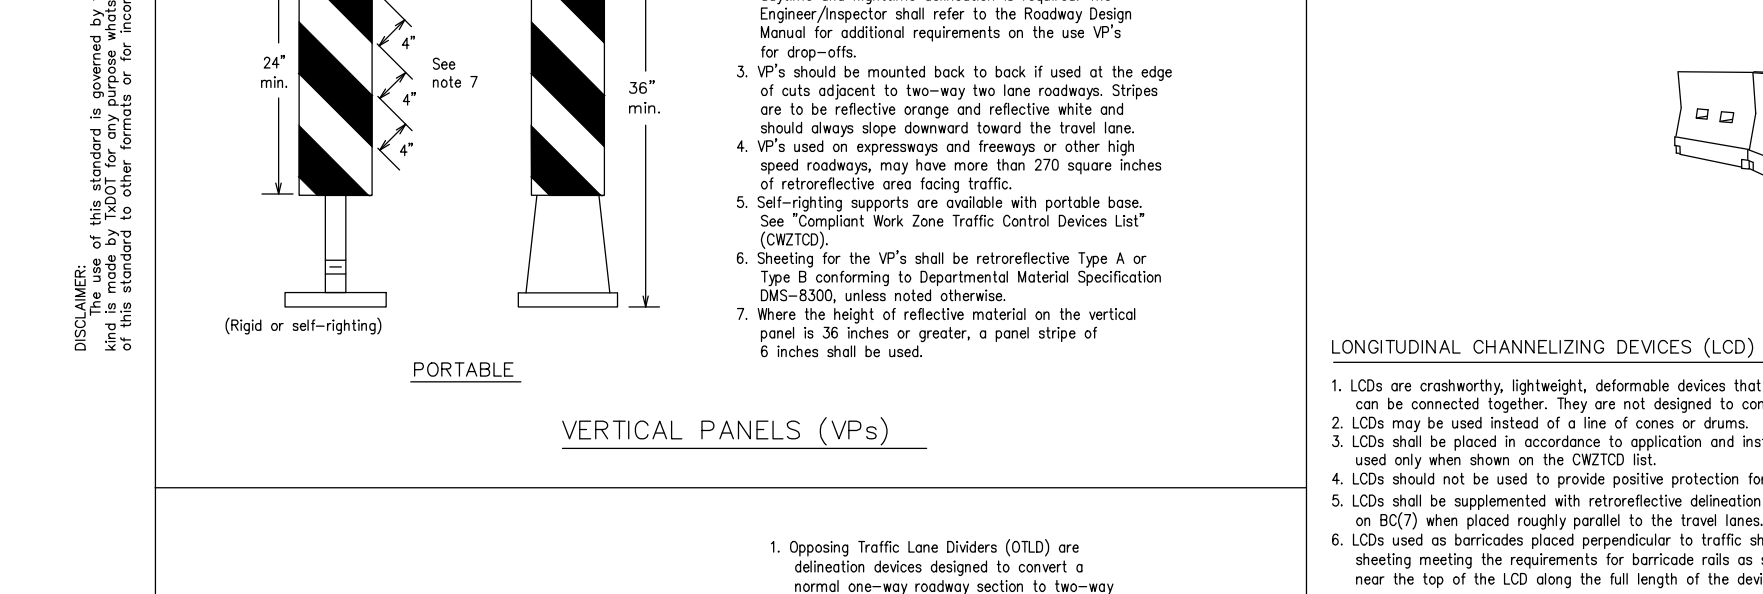 DISCLAIMER:
The use of this standard is governed by
kind is made by TxDOT for any purpose
of this standard to other formats or for
24"
min.
4"
4"
4"
See
note 7
36"
min.
(Rigid or self-righting)
PORTABLE
VERTICAL PANELS (VPs)
Engineer/Inspector shall refer to the Roadway Design
Manual for additional requirements on the use VP's
for drop-offs.
3. VP's should be mounted back to back if used at the edge
of cuts adjacent to two-way two lane roadways. Stripes
are to be reflective orange and reflective white and
should always slope downward toward the travel lane.
4. VP's used on expressways and freeways or other high
speed roadways, may have more than 270 square inches
of retroreflective area facing traffic.
5. Self-righting supports are available with portable base.
See "Compliant Work Zone Traffic Control Devices List"
(CWZTCD).
6. Sheeting for the VP's shall be retroreflective Type A or
Type B conforming to Departmental Material Specification
DMS-8300, unless noted otherwise.
7. Where the height of reflective material on the vertical
panel is 36 inches or greater, a panel stripe of
6 inches shall be used.
1. Opposing Traffic Lane Dividers (OTLD) are
delineation devices designed to convert a
normal one-way roadway section to two-way
LONGITUDINAL CHANNELIZING DEVICES (LCD)
1. LCDs are crashworthy, lightweight, deformable devices that
can be connected together. They are not designed to
2. LCDs may be used instead of a line of cones or drums.
3. LCDs shall be placed in accordance to application and
used only when shown on the CWZTCD list.
4. LCDs should not be used to provide positive protection
5. LCDs shall be supplemented with retroreflective delineation
on BC(7) when placed roughly parallel to the travel lanes.
6. LCDs used as barricades placed perpendicular to traffic
sheeting meeting the requirements for barricade rails as
near the top of the LCD along the full length of the